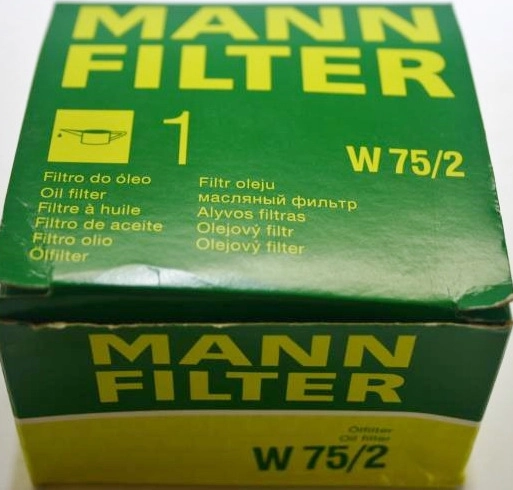 MANN
FILTER
1
W 75/2
Filtro do óleo
Oil filter
Filtre à huile
Filtro de aceite
Filtro olio
Ölfilter
Filtr oleju
масляный фильтр
Alyvos filtras
Olejový filtr
Olejový filter
MANN
FILTER
Ölfilter
Oil filter
W 75/2